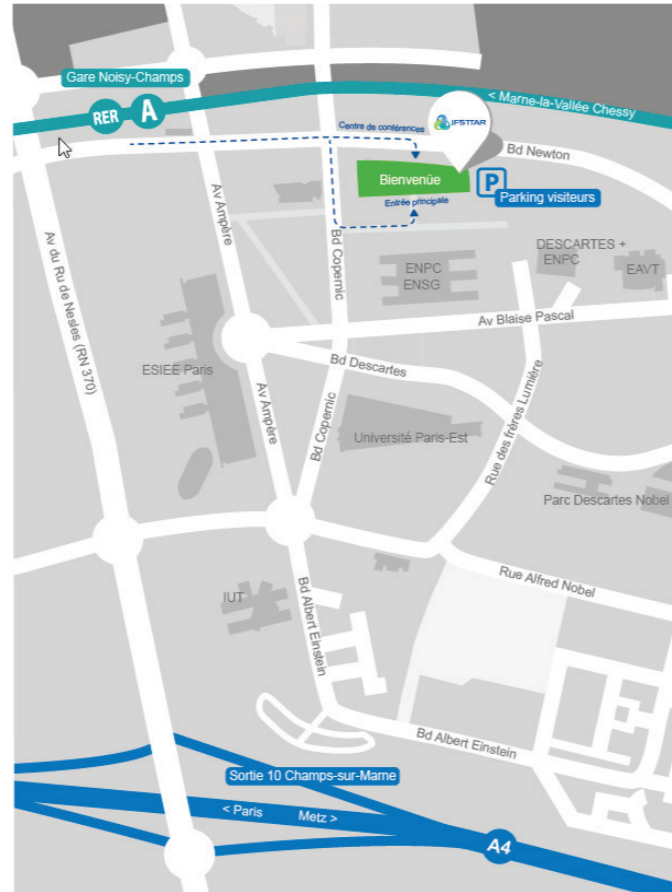 Gare Noisy-Champs
RER A
< Marne-la-Vallée Chessy
IFSTTAR
Centre de conférences
Bd Newton
Bienvenüe
P
Parking visiteurs
Entrée principale
Av Ampère
Bd Copernic
Av du Ru de Nesles (RN 370)
DESCARTES +
ENPC
EAVT
ENPC
ENSG
Av Blaise Pascal
Bd Descartes
ESIEE Paris
Av Ampère
Bd Copernic
Rue des frères Lumière
Université Paris-Est
Parc Descartes Nobel
Rue Alfred Nobel
IUT
Bd Albert Einstein
Bd Albert Einstein
Sortie 10 Champs-sur-Marne
< Paris Metz >
A4